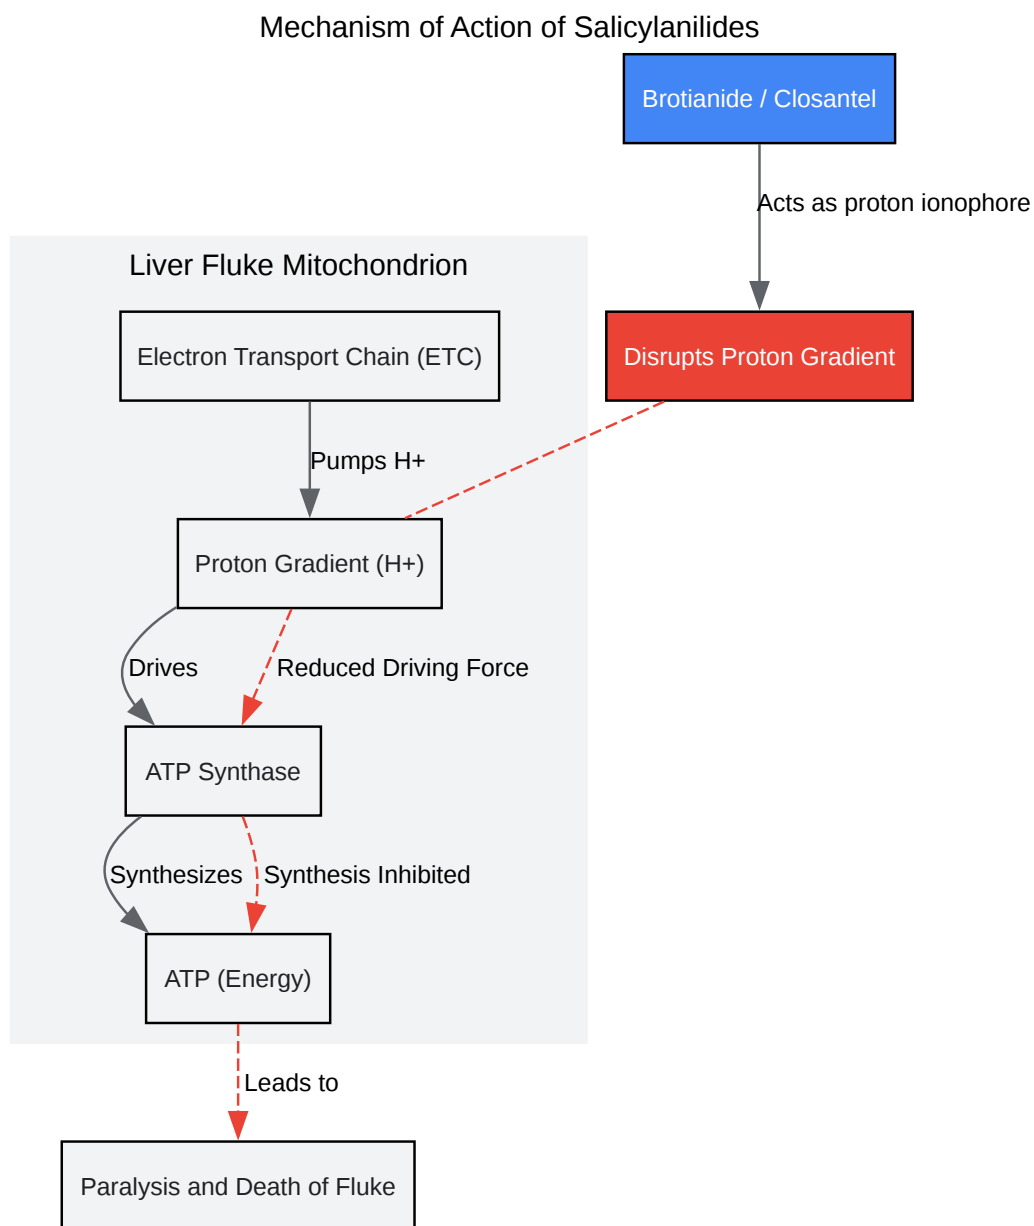 Mechanism of Action of Salicylanilides
Brotianide / Closantel
Acts as proton ionophore
Liver Fluke Mitochondrion
Electron Transport Chain (ETC)
Disrupts Proton Gradient
Pumps H+
Proton Gradient (H+)
Drives
Reduced Driving Force
ATP Synthase
Synthesizes
Synthesis Inhibited
ATP (Energy)
Leads to
Paralysis and Death of Fluke